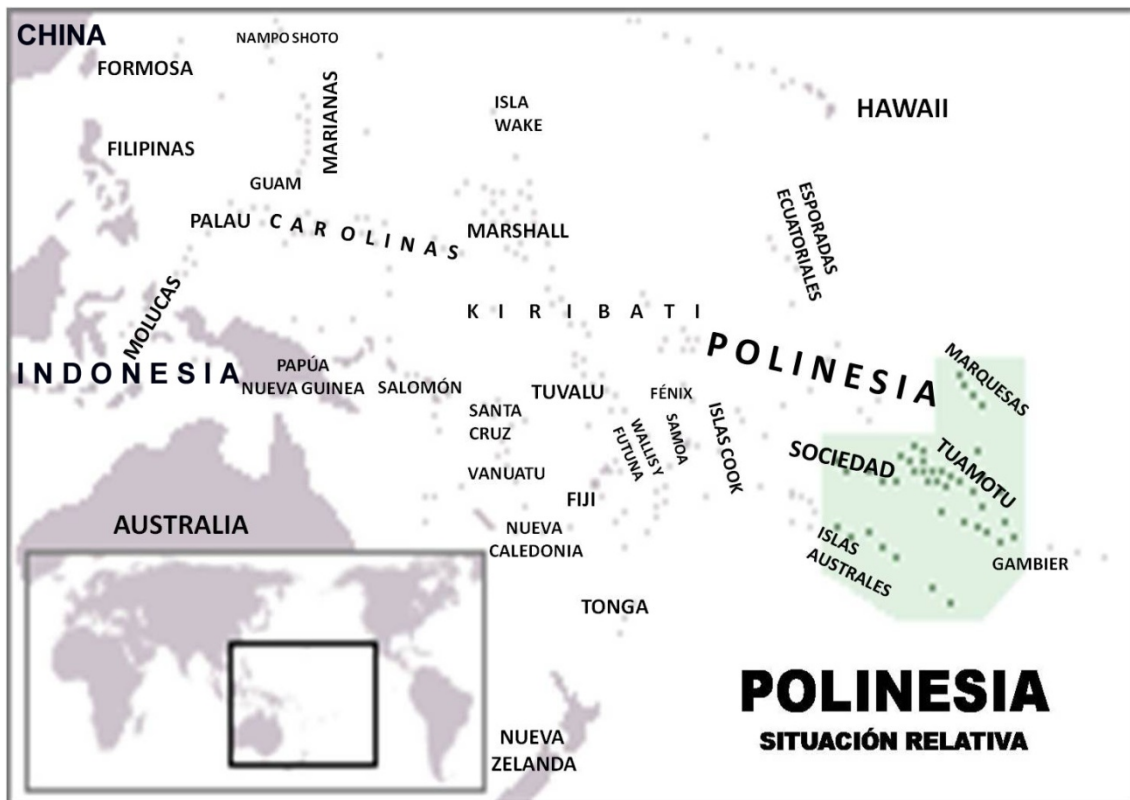 CHINA
NAMPO SHOTO
FORMOSA
MARIANAS
ISLA
WAKE
HAWAII
FILIPINAS
GUAM
PALAU
CAROLINAS
MARSHALL
ESPORADAS
ECUATORIALES
MOLUCAS
KIRIBATI
POLINESIA
INDONESIA
PAPÚA
NUEVA GUINEA
SALOMÓN
TUVALU
FÉNIX
MARQUESAS
SANTA
CRUZ
WALLIS Y
FUTUNA
SAMOA
ISLAS COOK
SOCIEDAD
TUAMOTU
VANUATU
FIJI
AUSTRALIA
NUEVA
CALEDONIA
ISLAS
AUSTRALES
GAMBIER
TONGA
POLINESIA
SITUACIÓN RELATIVA
NUEVA
ZELANDA